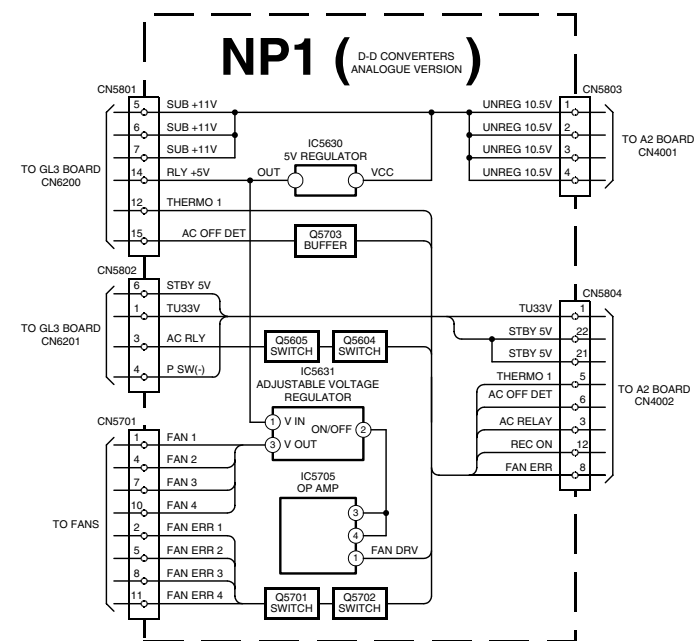 NP1 ( D-D CONVERTERS ANALOGUE VERSION )
CN5801
5 SUB +11V
6 SUB +11V
7 SUB +11V
14 RLY +5V
12 THERMO 1
15 AC OFF DET
TO GL3 BOARD
CN6200
IC5630
5V REGULATOR
OUT
VCC
Q5703
BUFFER
CN5803
UNREG 10.5V 1
UNREG 10.5V 2
UNREG 10.5V 3
UNREG 10.5V 4
TO A2 BOARD
CN4001
CN5802
6 STBY 5V
1 TU33V
3 AC RLY
4 P SW(-)
TO GL3 BOARD
CN6201
Q5605
SWITCH
Q5604
SWITCH
IC5631
ADJUSTABLE VOLTAGE
REGULATOR
1 V IN
ON/OFF 2
3 V OUT
CN5804
TU33V 1
STBY 5V 22
STBY 5V 21
THERMO 1 5
AC OFF DET 6
AC RELAY 3
REC ON 12
FAN ERR 8
TO A2 BOARD
CN4002
CN5701
1 FAN 1
4 FAN 2
7 FAN 3
10 FAN 4
2 FAN ERR 1
5 FAN ERR 2
8 FAN ERR 3
11 FAN ERR 4
TO FANS
IC5705
OP AMP
3
4
1 FAN DRV
Q5701
SWITCH
Q5702
SWITCH